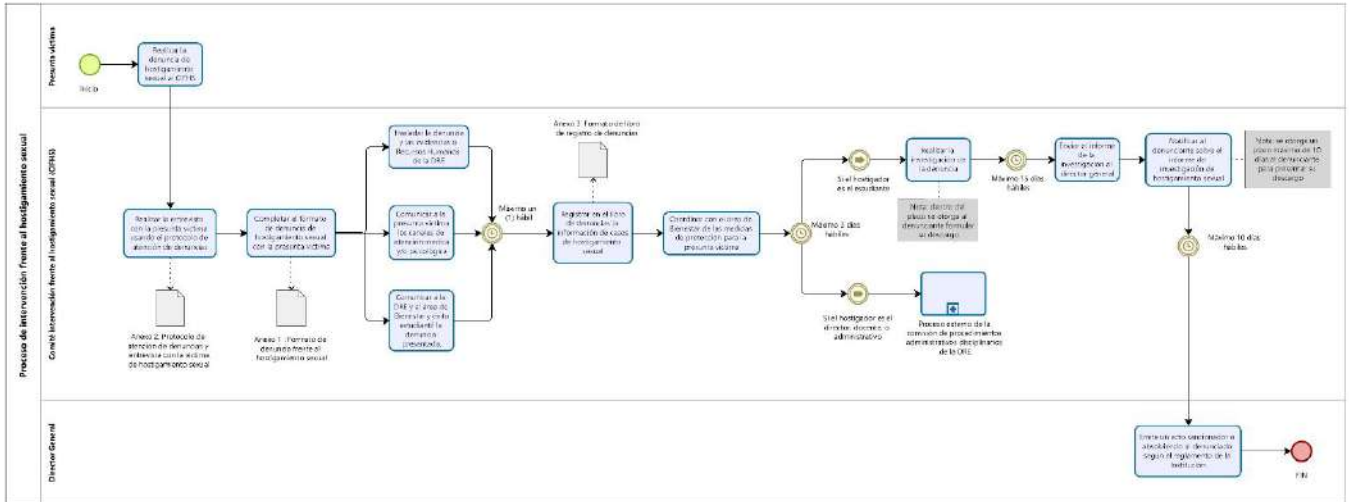 Proceso de intervención frente al hostigamiento sexual
Presunta víctima
Inicio
Realizar la
denuncia de
hostigamiento
sexual al CIFHS
Comité intervención frente al hostigamiento sexual (CIFHS)
Realizar la entrevista
con la presunta víctima
usando el protocolo de
atención de denuncias
Anexo 2: Protocolo de
atención de denuncias y
entrevista con la víctima
de hostigamiento sexual
Completar el formato
de denuncia de
hostigamiento sexual
con la presunta víctima
Anexo 1: Formato de
denuncia frente al
hostigamiento sexual
Trasladar la denuncia
y las evidencias a
Recursos Humanos
de la DRE
Comunicar a la
presunta víctima
los canales de
atención médica
y/o psicológica
Comunicar a la
DRE y al área de
Bienestar y éxito
estudiantil la
denuncia
presentada.
Máximo un
(1) hábil
Anexo 3: Formato de libro
de registro de denuncias
Registrar en el libro
de denuncias la
información de casos
de hostigamiento
sexual
Coordinar con el área de
Bienestar de las medidas
de protección para la
presunta víctima
Máximo 3 días
hábiles
Si el hostigador
es el estudiante
Realizar la
investigación de
la denuncia
Nota: dentro del
plazo se otorga al
denunciante formular
su descargo
Máximo 15 días
hábiles
Enviar el informe
de la
investigación al
director general
Notificar al
denunciante sobre el
informe de
investigación de
hostigamiento sexual
Nota: se otorga un
plazo máximo de 10
días al denunciante
para presentar su
descargo
Máximo 10 días
hábiles
Si el hostigador es el
director, docente, o
administrativo
Proceso externo de la
comisión de procedimientos
administrativos disciplinarios
de la DRE
Director General
Emite un acto sancionador o
absolviendo al denunciado
según el reglamento de la
Institución.
FIN